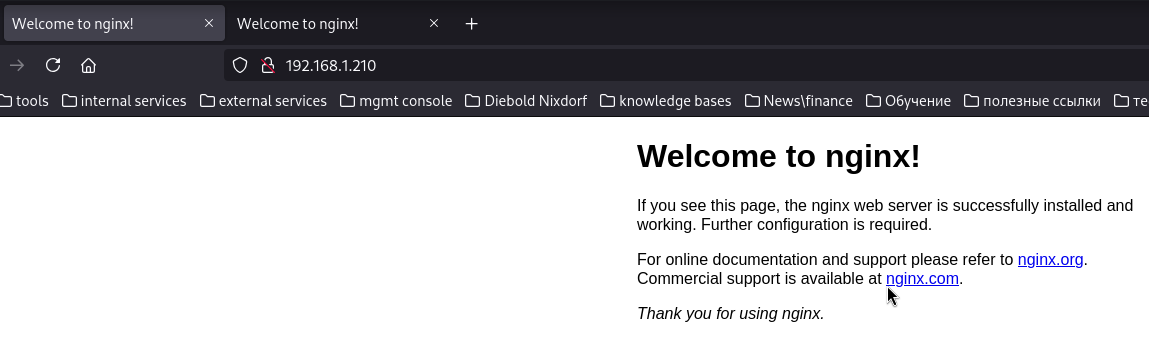 Welcome to nginx!
Welcome to nginx!
192.168.1.210
tools internal services external services mgmt console Diebold Nixdorf knowledge bases News\finance Обучение полезные ссылки те
Welcome to nginx!
If you see this page, the nginx web server is successfully installed and
working. Further configuration is required.
For online documentation and support please refer to nginx.org.
Commercial support is available at nginx.com.
Thank you for using nginx.